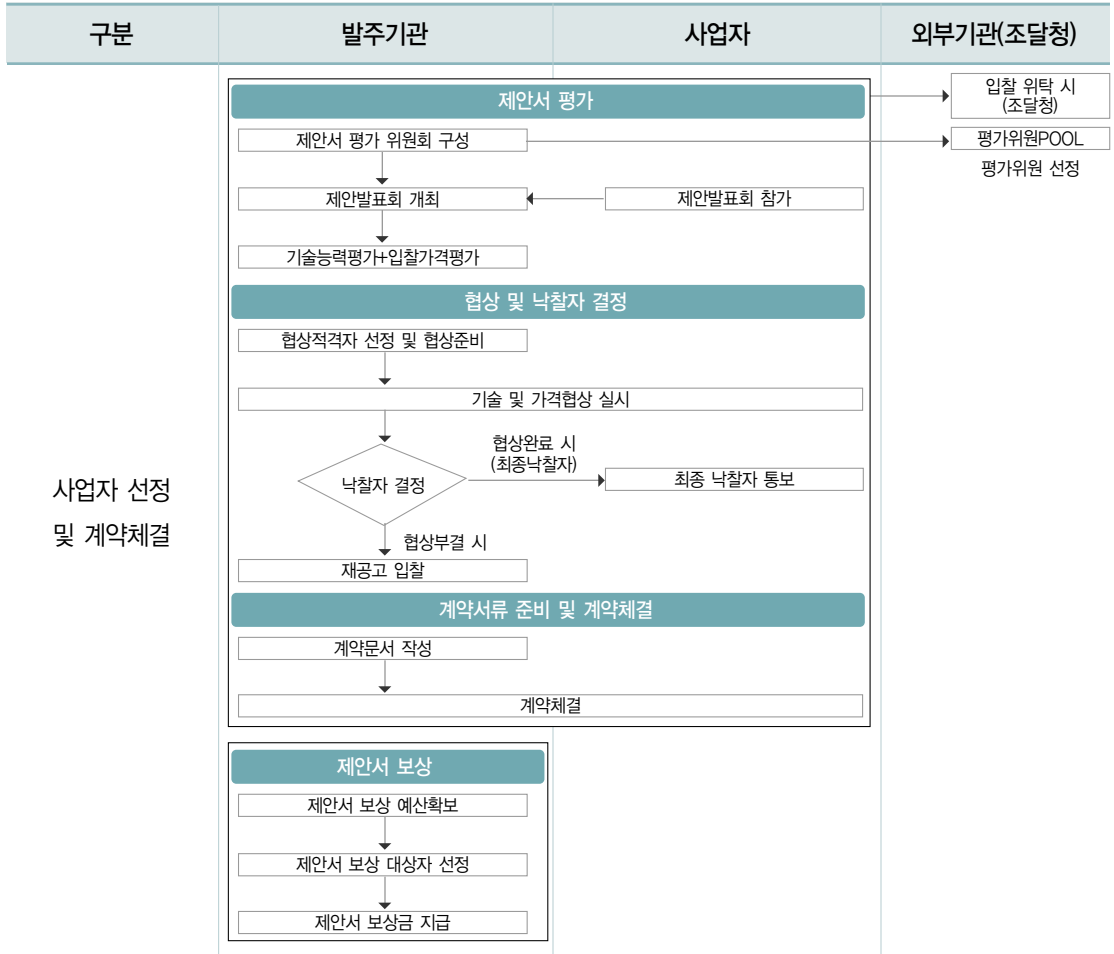 구분 발주기관 사업자 외부기관(조달청)
제안서 평가
입찰 위탁 시
(조달청)
제안서 평가 위원회 구성
평가위원POOL
평가위원 선정
제안발표회 개최
제안발표회 참가
기술능력평가+입찰가격평가
협상 및 낙찰자 결정
협상적격자 선정 및 협상준비
기술 및 가격협상 실시
협상완료 시
(최종낙찰자)
낙찰자 결정
최종 낙찰자 통보
사업자 선정
및 계약체결
협상부결 시
재공고 입찰
계약서류 준비 및 계약체결
계약문서 작성
계약체결
제안서 보상
제안서 보상 예산확보
제안서 보상 대상자 선정
제안서 보상금 지급